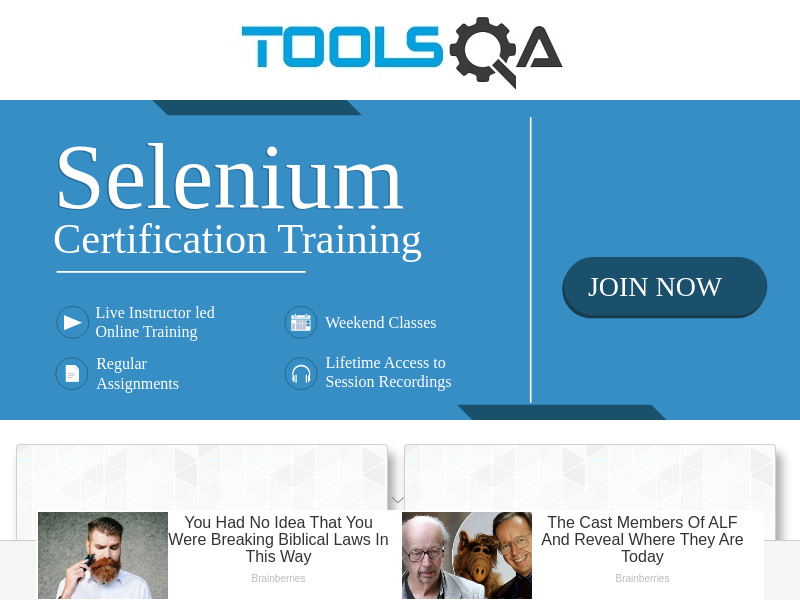 TOOLSQA
Selenium
Certification Training
JOIN NOW
Live Instructor led
Online Training
Weekend Classes
Regular
Assignments
Lifetime Access to
Session Recordings
You Had No Idea That You
Were Breaking Biblical Laws In
This Way
Brainberries
The Cast Members Of ALF
And Reveal Where They Are
Today
Brainberries